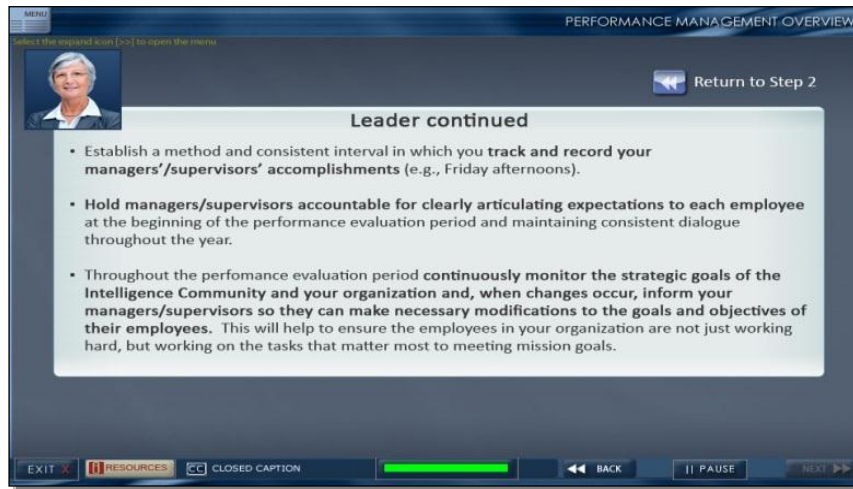 MENU
PERFORMANCE MANAGEMENT OVERVIEW
Select the expand icon [>>] to open the menu
Return to Step 2
Leader continued
• Establish a method and consistent interval in which you track and record your
managers'/supervisors' accomplishments (e.g., Friday afternoons).
• Hold managers/supervisors accountable for clearly articulating expectations to each employee
at the beginning of the performance evaluation period and maintaining consistent dialogue
throughout the year.
• Throughout the perfomance evaluation period continuously monitor the strategic goals of the
Intelligence Community and your organization and, when changes occur, inform your
managers/supervisors so they can make necessary modifications to the goals and objectives of
their employees. This will help to ensure the employees in your organization are not just working
hard, but working on the tasks that matter most to meeting mission goals.
EXIT X RESOURCES CC CLOSED CAPTION BACK || PAUSE NEXT